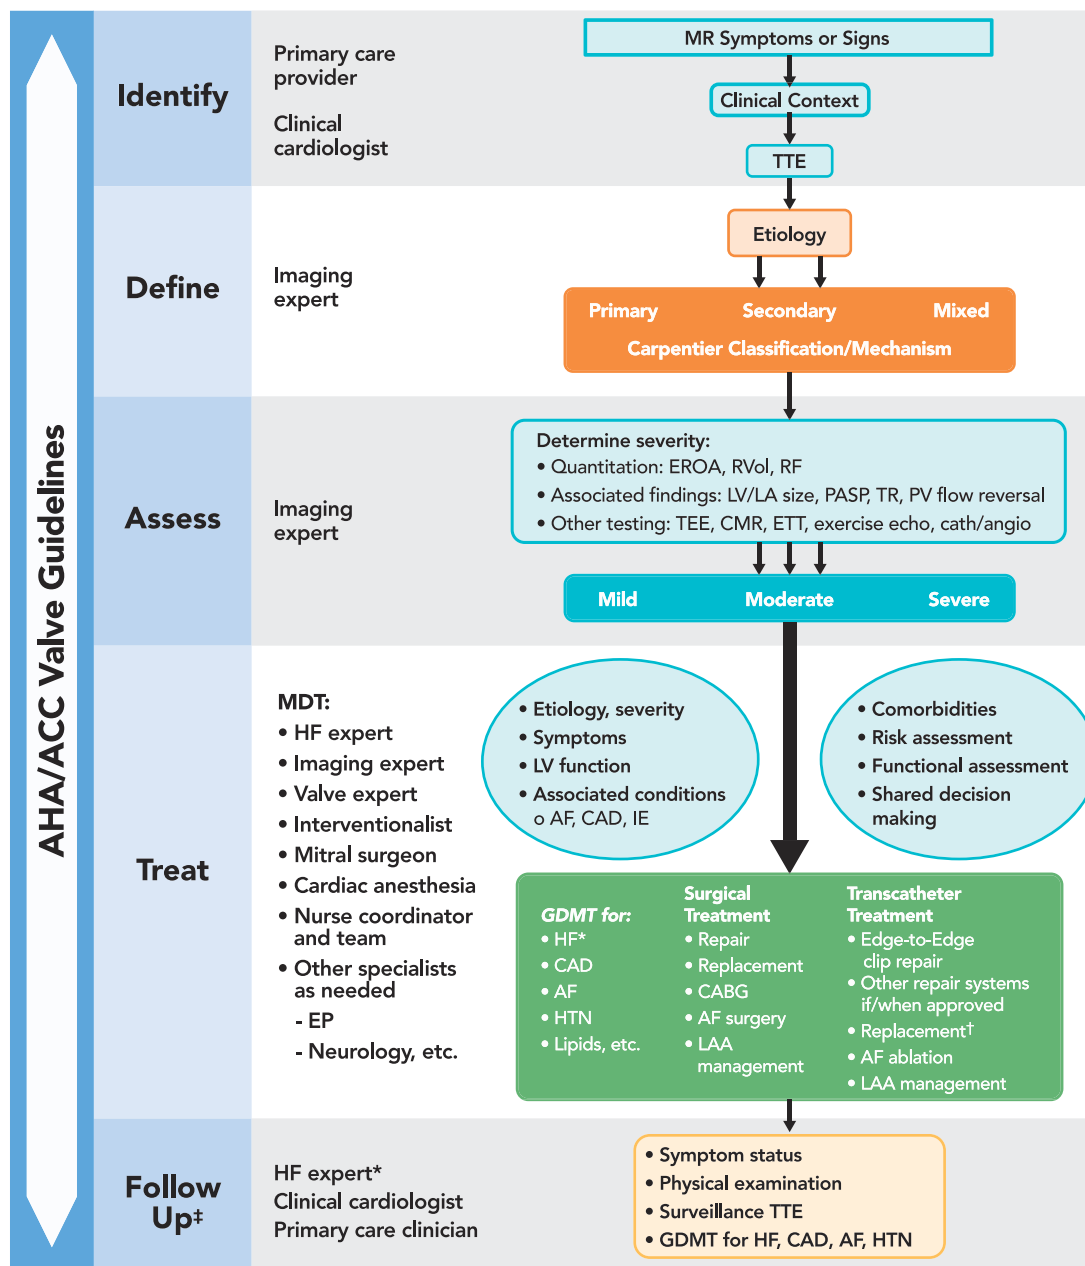 AHA/ACC Valve Guidelines
Identify
Primary care
provider
Clinical
cardiologist
MR Symptoms or Signs
Clinical Context
TTE
Define
Imaging
expert
Etiology
Primary Secondary Mixed
Carpentier Classification/Mechanism
Assess
Imaging
expert
Determine severity:
• Quantitation: EROA, RVol, RF
• Associated findings: LV/LA size, PASP, TR, PV flow reversal
• Other testing: TEE, CMR, ETT, exercise echo, cath/angio
Mild Moderate Severe
Treat
MDT:
• HF expert
• Imaging expert
• Valve expert
• Interventionalist
• Mitral surgeon
• Cardiac anesthesia
• Nurse coordinator
and team
• Other specialists
as needed
- EP
- Neurology, etc.
• Etiology, severity
• Symptoms
• LV function
• Associated conditions
o AF, CAD, IE
• Comorbidities
• Risk assessment
• Functional assessment
• Shared decision
making
GDMT for:
• HF*
• CAD
• AF
• HTN
• Lipids, etc.
Surgical
Treatment
• Repair
• Replacement
• CABG
• AF surgery
• LAA
management
Transcatheter
Treatment
• Edge-to-Edge
clip repair
• Other repair systems
if/when approved
• Replacement†
• AF ablation
• LAA management
Follow
Up‡
HF expert*
Clinical cardiologist
Primary care clinician
• Symptom status
• Physical examination
• Surveillance TTE
• GDMT for HF, CAD, AF, HTN